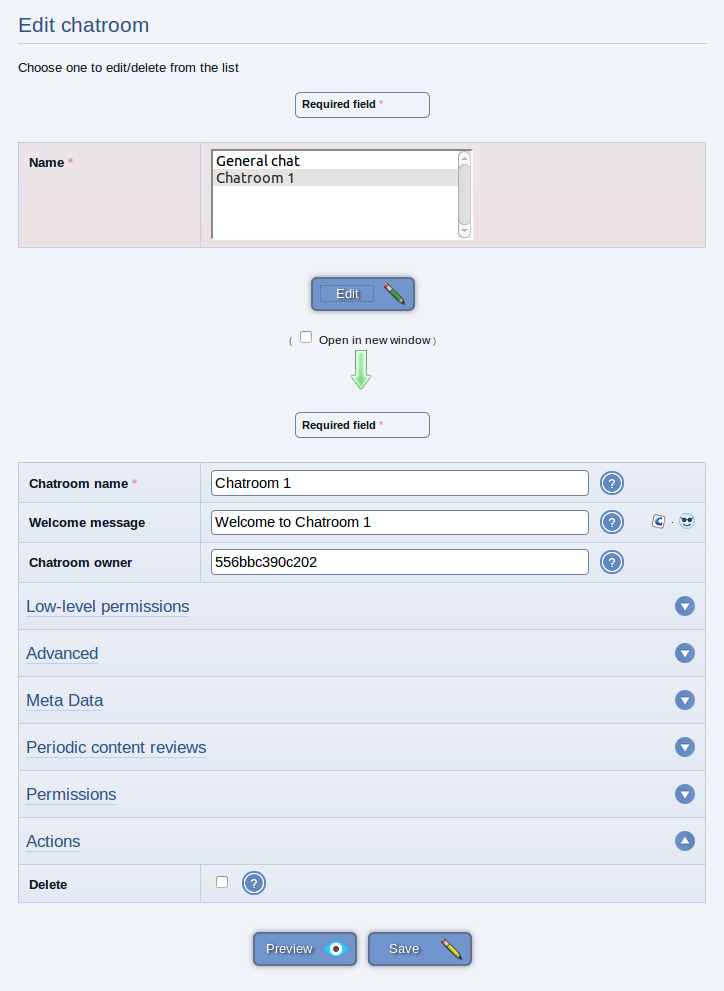 Edit chatroom
Choose one to edit/delete from the list
Required field *
Name *
General chat
Chatroom 1
Edit
( Open in new window )
Required field *
Chatroom name * Chatroom 1 ?
Welcome message Welcome to Chatroom 1 ? ·
Chatroom owner 556bbc390c202 ?
Low-level permissions
Advanced
Meta Data
Periodic content reviews
Permissions
Actions
Delete ?
Preview Save